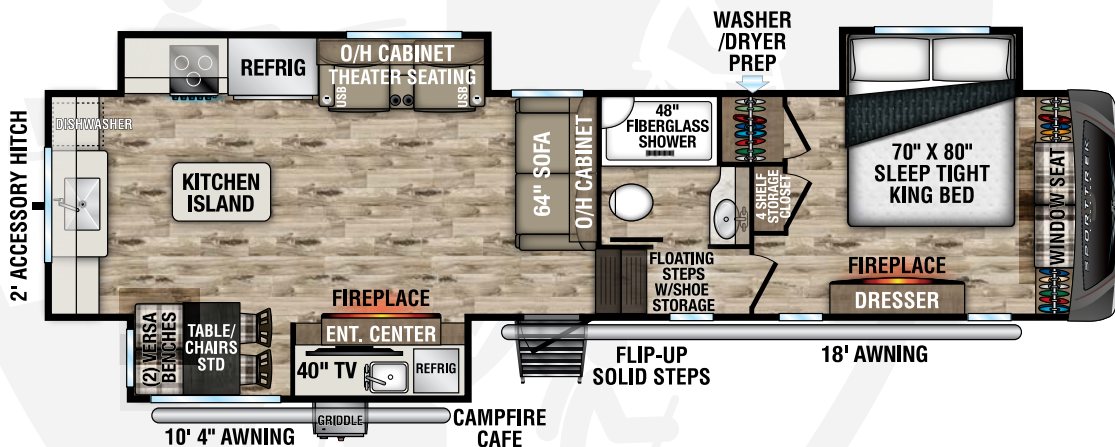 WASHER
/DRYER
PREP
O/H CABINET
THEATER SEATING
USB
USB
REFRIG
DISHWASHER
2' ACCESSORY HITCH
KITCHEN
ISLAND
64" SOFA
O/H CABINET
48"
FIBERGLASS
SHOWER
4 SHELF
STORAGE
CLOSET
70" X 80"
SLEEP TIGHT
KING BED
WINDOW SEAT
SPORTTREK
FLOATING
STEPS
W/SHOE
STORAGE
FIREPLACE
DRESSER
FIREPLACE
ENT. CENTER
40" TV
REFRIG
(2) VERSA
BENCHES
TABLE/
CHAIRS
STD
FLIP-UP
SOLID STEPS
18' AWNING
10' 4" AWNING
GRIDDLE
CAMPFIRE
CAFE